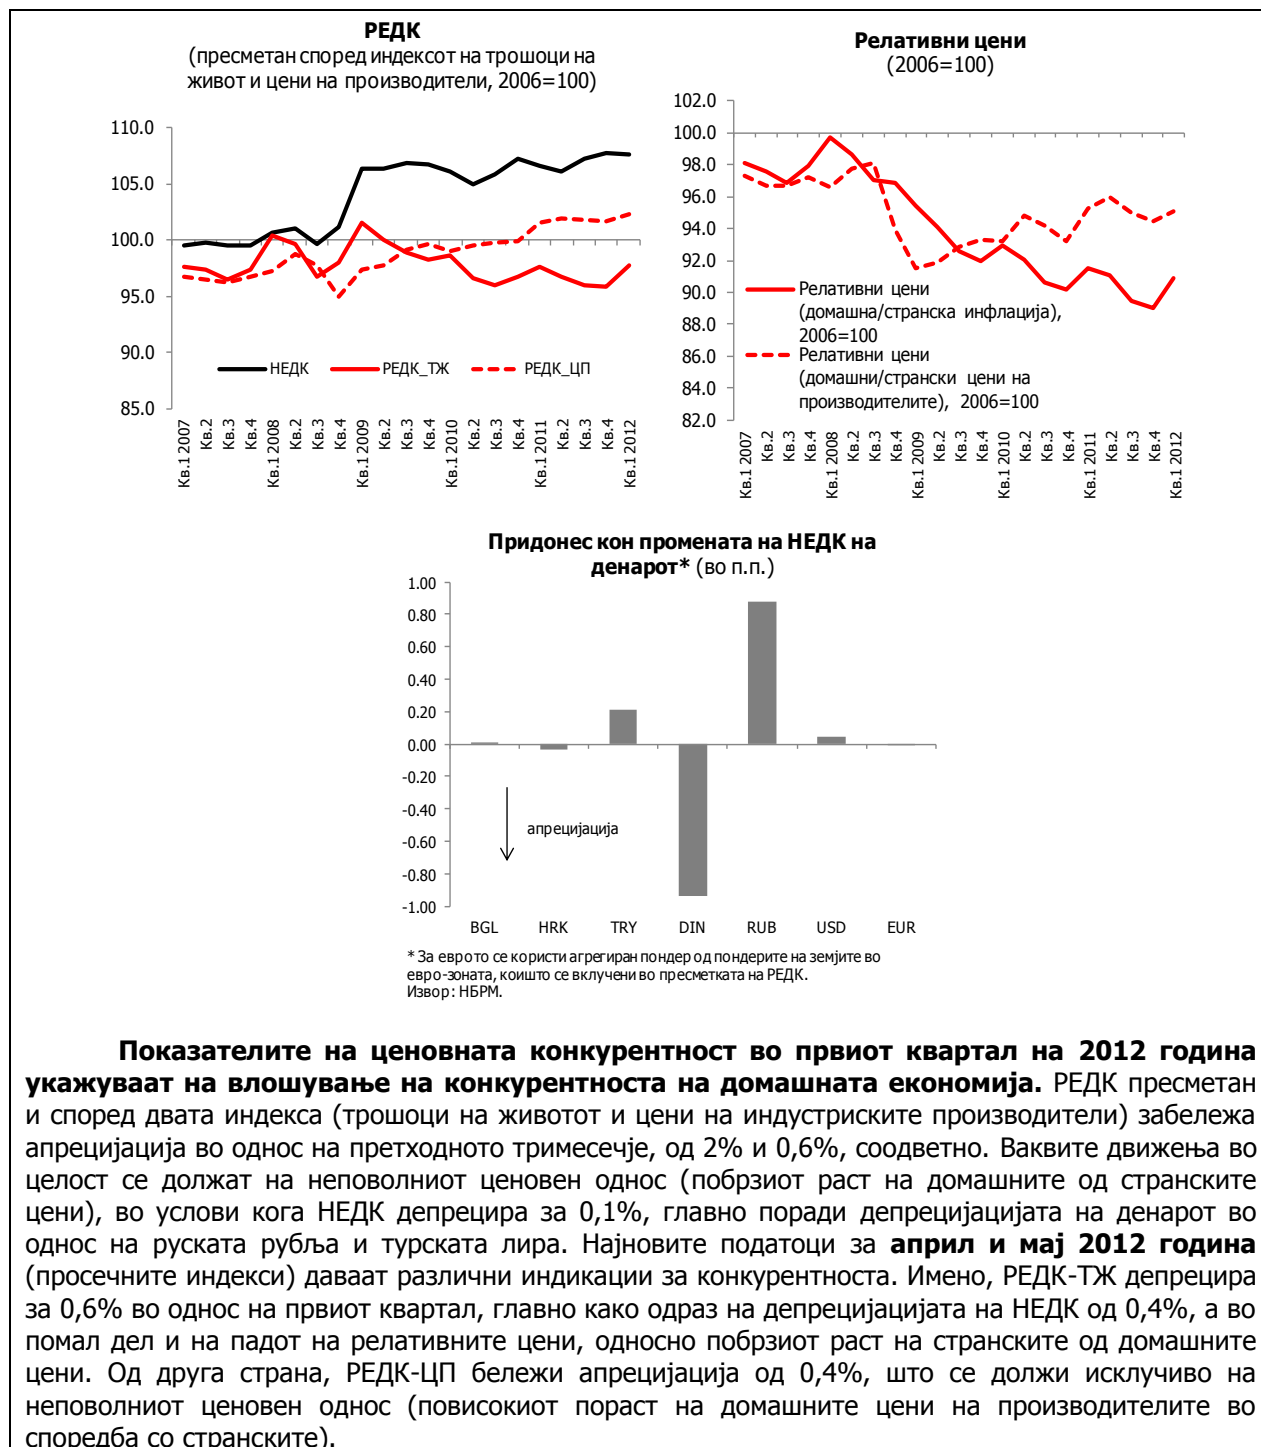 РЕДК
(пресметан според индексот на трошоци на
живот и цени на производители, 2006=100)
110.0
105.0
100.0
95.0
90.0
85.0
НЕДК
РЕДК_ТЖ
РЕДК_ЦП
Кв.1 2007
Кв.2
Кв.3
Кв.4
Кв.1 2008
Кв.2
Кв.3
Кв.4
Кв.1 2009
Кв.2
Кв.3
Кв.4
Кв.1 2010
Кв.2
Кв.3
Кв.4
Кв.1 2011
Кв.2
Кв.3
Кв.4
Кв.1 2012
Релативни цени
(2006=100)
102.0
100.0
98.0
96.0
94.0
92.0
90.0
88.0
86.0
84.0
82.0
Релативни цени
(домашна/странска инфлација),
2006=100
Релативни цени
(домашни/странски цени на
производителите), 2006=100
Кв.1 2007
Кв.2
Кв.3
Кв.4
Кв.1 2008
Кв.2
Кв.3
Кв.4
Кв.1 2009
Кв.2
Кв.3
Кв.4
Кв.1 2010
Кв.2
Кв.3
Кв.4
Кв.1 2011
Кв.2
Кв.3
Кв.4
Кв.1 2012
Придонес кон промената на НЕДК на
денарот* (во п.п.)
1.00
0.80
0.60
0.40
0.20
0.00
-0.20
-0.40
-0.60
-0.80
-1.00
апрецијација
BGL HRK TRY DIN RUB USD EUR
* За еврото се користи агрегиран пондер од пондерите на земјите во
евро-зоната, коишто се вклучени во пресметката на РЕДК.
Извор: НБРМ.
Показателите на ценовната конкурентност во првиот квартал на 2012 година
укажуваат на влошување на конкурентноста на домашната економија. РЕДК пресметан
и според двата индекса (трошоци на животот и цени на индустриските производители) забележа
апрецијација во однос на претходното тримесечје, од 2% и 0,6%, соодветно. Ваквите движења во
целост се должат на неповолниот ценовен однос (побрзиот раст на домашните од странските
цени), во услови кога НЕДК депрецира за 0,1%, главно поради депрецијацијата на денарот во
однос на руската рубља и турската лира. Најновите податоци за април и мај 2012 година
(просечните индекси) даваат различни индикации за конкурентноста. Имено, РЕДК-ТЖ депрецира
за 0,6% во однос на првиот квартал, главно како одраз на депрецијацијата на НЕДК од 0,4%, а во
помал дел и на падот на релативните цени, односно побрзиот раст на странските од домашните
цени. Од друга страна, РЕДК-ЦП бележи апрецијација од 0,4%, што се должи исклучиво на
неповолниот ценовен однос (повисокиот пораст на домашните цени на производителите во
споредба со странските).